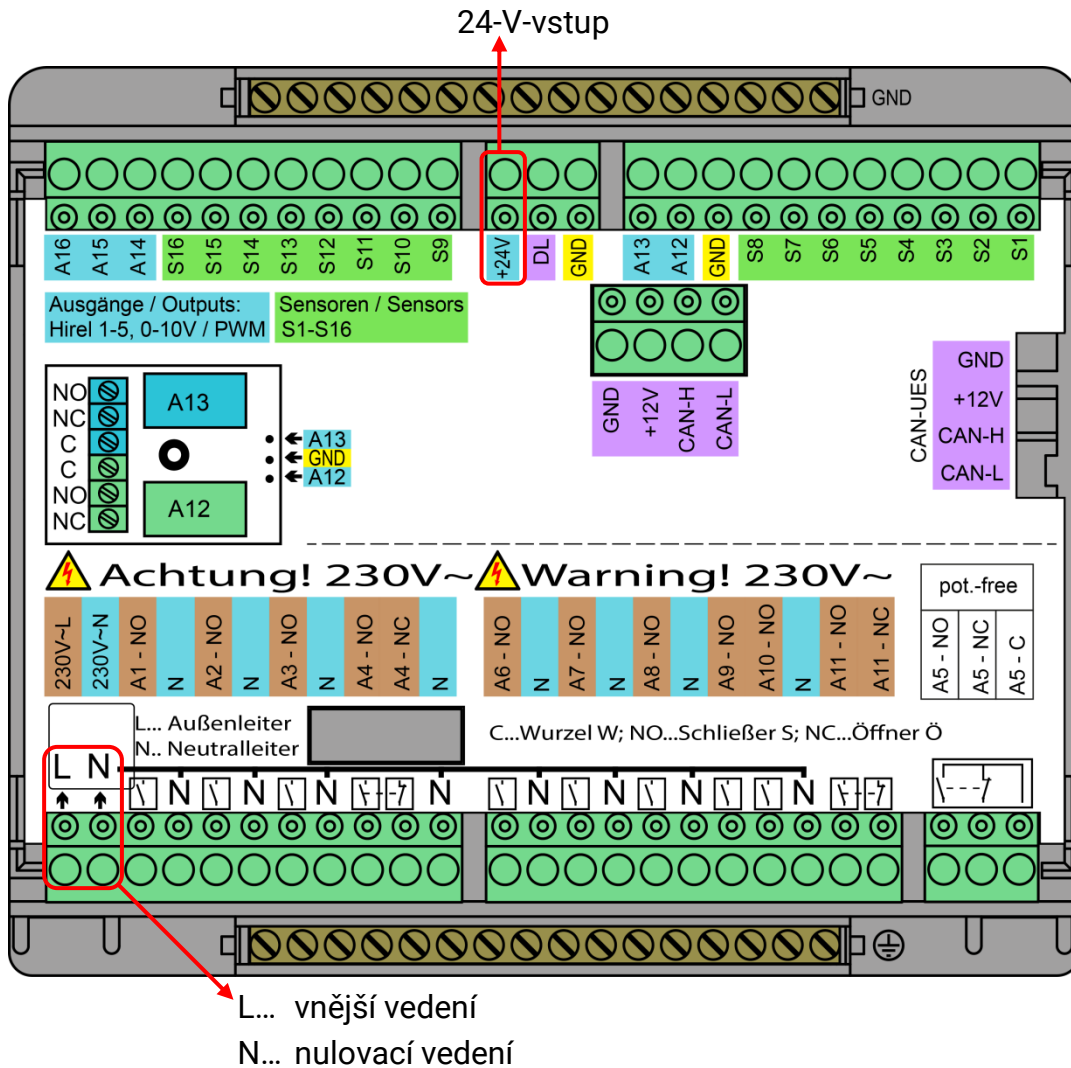 24-V-vstup
GND
A16 A15 A14 S16 S15 S14 S13 S12 S11 S10 S9 +24V DL GND A13 A12 GND S8 S7 S6 S5 S4 S3 S2 S1
Ausgänge / Outputs:
Hirel 1-5, 0-10V / PWM
Sensoren / Sensors
S1-S16
GND +12V CAN-H CAN-L
CAN-UES
GND
+12V
CAN-H
CAN-L
NO
NC
C
C
NO
NC
A13
A12
A13
GND
A12
Achtung! 230V~
Warning! 230V~
pot.-free
230V~L 230V~N A1 - NO N A2 - NO N A3 - NO N A4 - NO A4 - NC N A6 - NO N A7 - NO N A8 - NO N A9 - NO A10 - NO N A11 - NO A11 - NC A5 - NO A5 - NC A5 - C
L... Außenleiter
N.. Neutralleiter
C...Wurzel W; NO...Schließer S; NC...Öffner Ö
L N
N N N N N N N N
L... vnější vedení
N... nulovací vedení